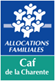 ALLOCATIONS
FAMILIALES
Caf
de la Charente